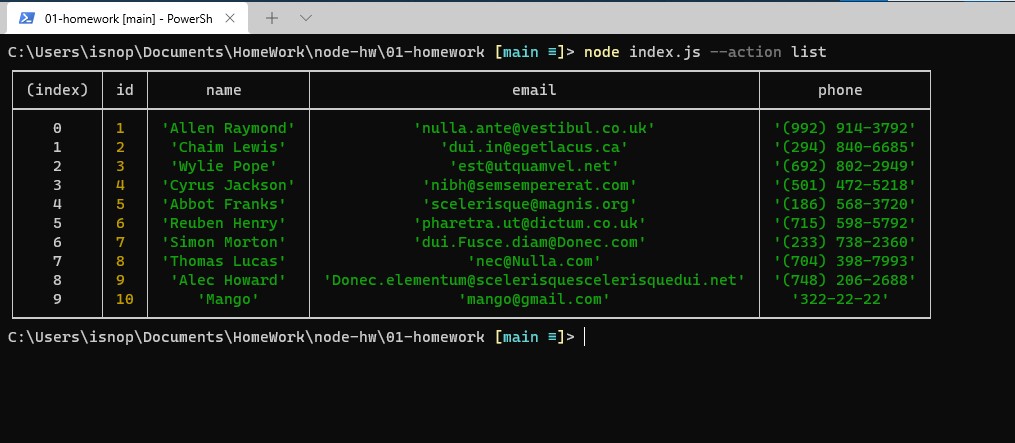 01-homework [main] - PowerSh
C:\Users\isnop\Documents\HomeWork\node-hw\01-homework [main ≡]> node index.js --action list
(index) id name email phone
0 1 'Allen Raymond' 'nulla.ante@vestibul.co.uk' '(992) 914-3792'
1 2 'Chaim Lewis' 'dui.in@egetlacus.ca' '(294) 840-6685'
2 3 'Wylie Pope' 'est@utquamvel.net' '(692) 802-2949'
3 4 'Cyrus Jackson' 'nibh@semsempererat.com' '(501) 472-5218'
4 5 'Abbot Franks' 'scelerisque@magnis.org' '(186) 568-3720'
5 6 'Reuben Henry' 'pharetra.ut@dictum.co.uk' '(715) 598-5792'
6 7 'Simon Morton' 'dui.Fusce.diam@Donec.com' '(233) 738-2360'
7 8 'Thomas Lucas' 'nec@Nulla.com' '(704) 398-7993'
8 9 'Alec Howard' 'Donec.elementum@scelerisquescelerisquedui.net' '(748) 206-2688'
9 10 'Mango' 'mango@gmail.com' '322-22-22'
C:\Users\isnop\Documents\HomeWork\node-hw\01-homework [main ≡]>